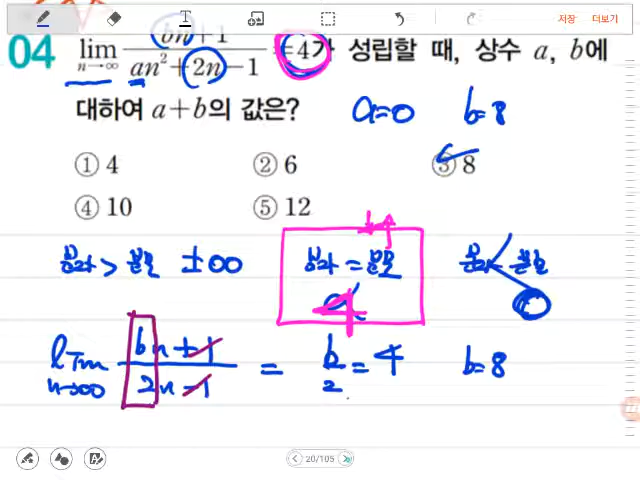 저장 더보기
04 lim n→∞ (bn+1)/(an²+2n-1) = 4가 성립할 때, 상수 a, b에
대하여 a+b의 값은? a=0 b=8
① 4 ② 6 ③ 8
④ 10 ⑤ 12
분자 > 분모 ±∞ 분자 = 분모 분자 < 분모
4 0
lim n→∞ (bn+1)/(2n-1) = b/2 = 4 b=8
20/105